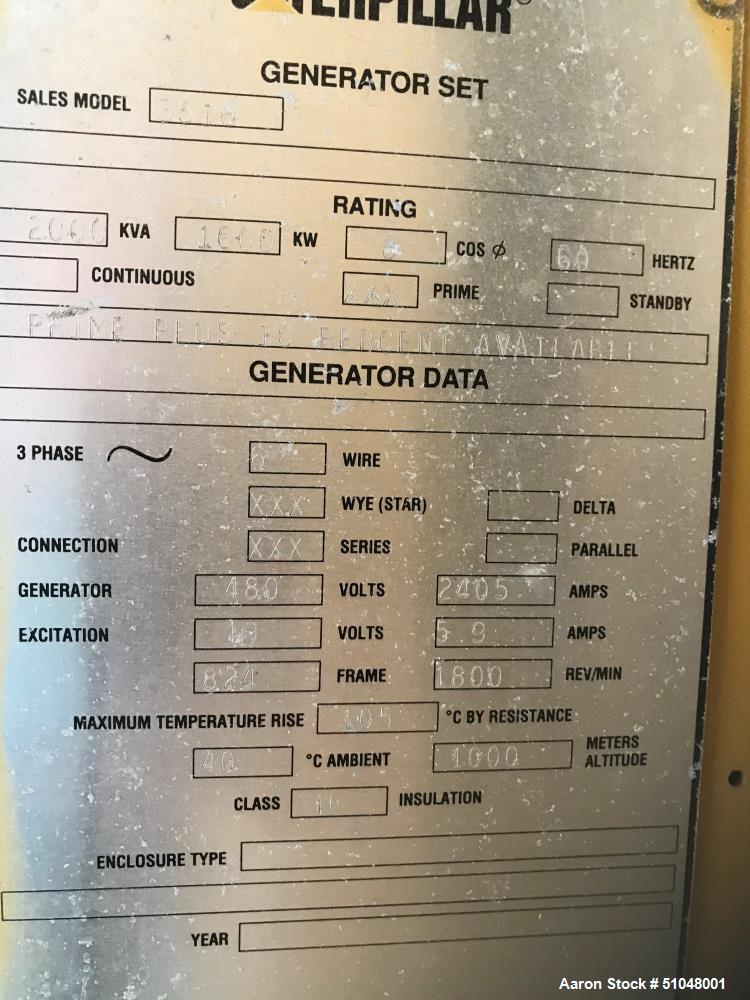 GENERATOR SET
SALES MODEL
RATING
KVA KW COS ø 60 HERTZ
CONTINUOUS XXX PRIME STANDBY
PRIME PLUS 10 PERCENT AVAILABLE
GENERATOR DATA
3 PHASE 6 WIRE
XXX WYE (STAR) DELTA
CONNECTION XXX SERIES PARALLEL
GENERATOR 480 VOLTS 2405 AMPS
EXCITATION VOLTS AMPS
824 FRAME 1800 REV/MIN
MAXIMUM TEMPERATURE RISE 105 °C BY RESISTANCE
40 °C AMBIENT 1000 METERS ALTITUDE
CLASS INSULATION
ENCLOSURE TYPE
YEAR
Aaron Stock # 51048001